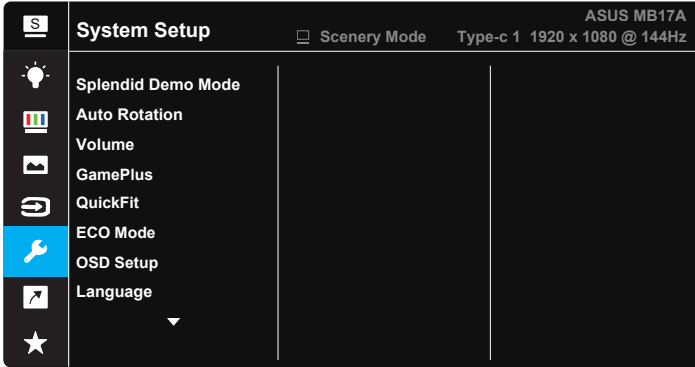 S
System Setup
ASUS MB17A
Scenery Mode Type-c 1 1920 x 1080 @ 144Hz
Splendid Demo Mode
Auto Rotation
Volume
GamePlus
QuickFit
ECO Mode
OSD Setup
Language